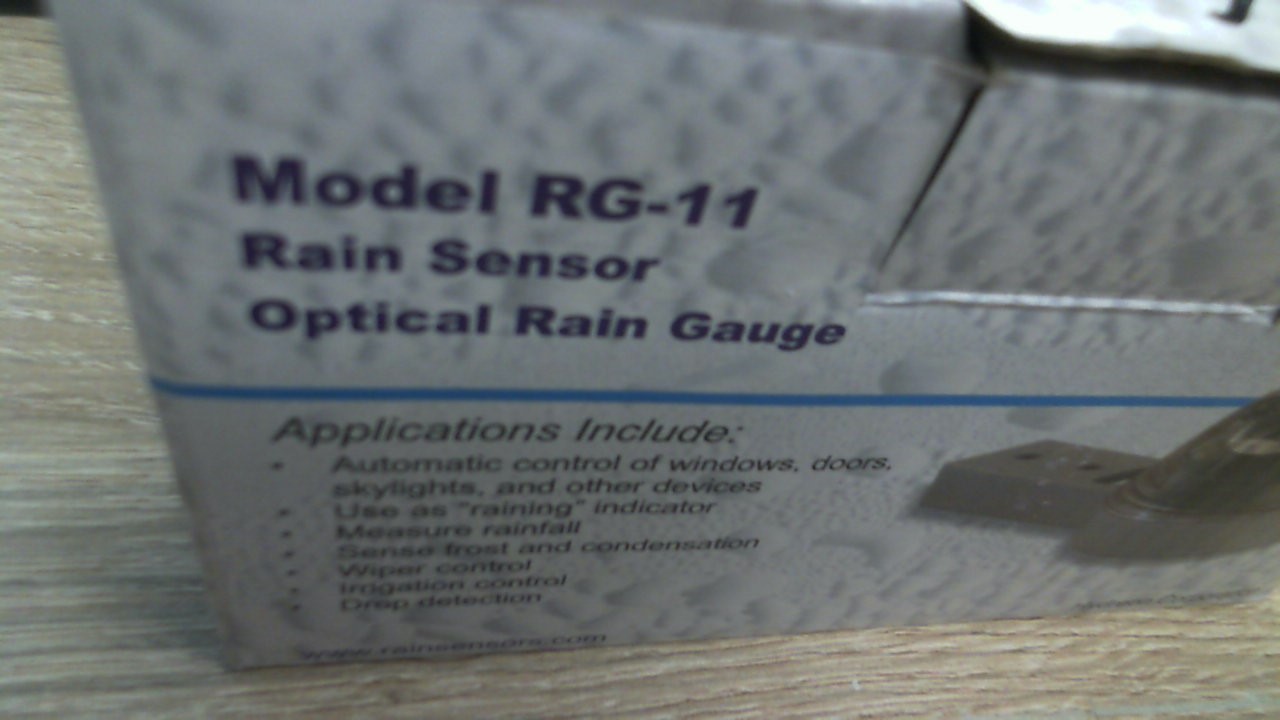 Model RG-11
Rain Sensor
Optical Rain Gauge
Applications Include:
• Automatic control of windows, doors,
skylights, and other devices
• Use as "raining" indicator
• Measure rainfall
• Sense frost and condensation
• Wiper control
• Irrigation control
• Drop detection
www.rainsensors.com